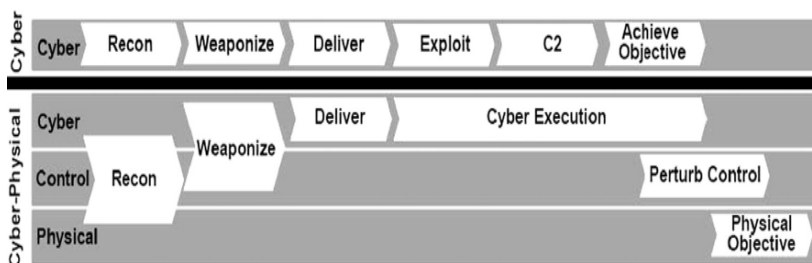 Cyber
Cyber Recon Weaponize Deliver Exploit C2 Achieve
Objective
Cyber-Physical
Cyber Deliver Cyber Execution
Weaponize
Control Recon Perturb Control
Physical Physical
Objective